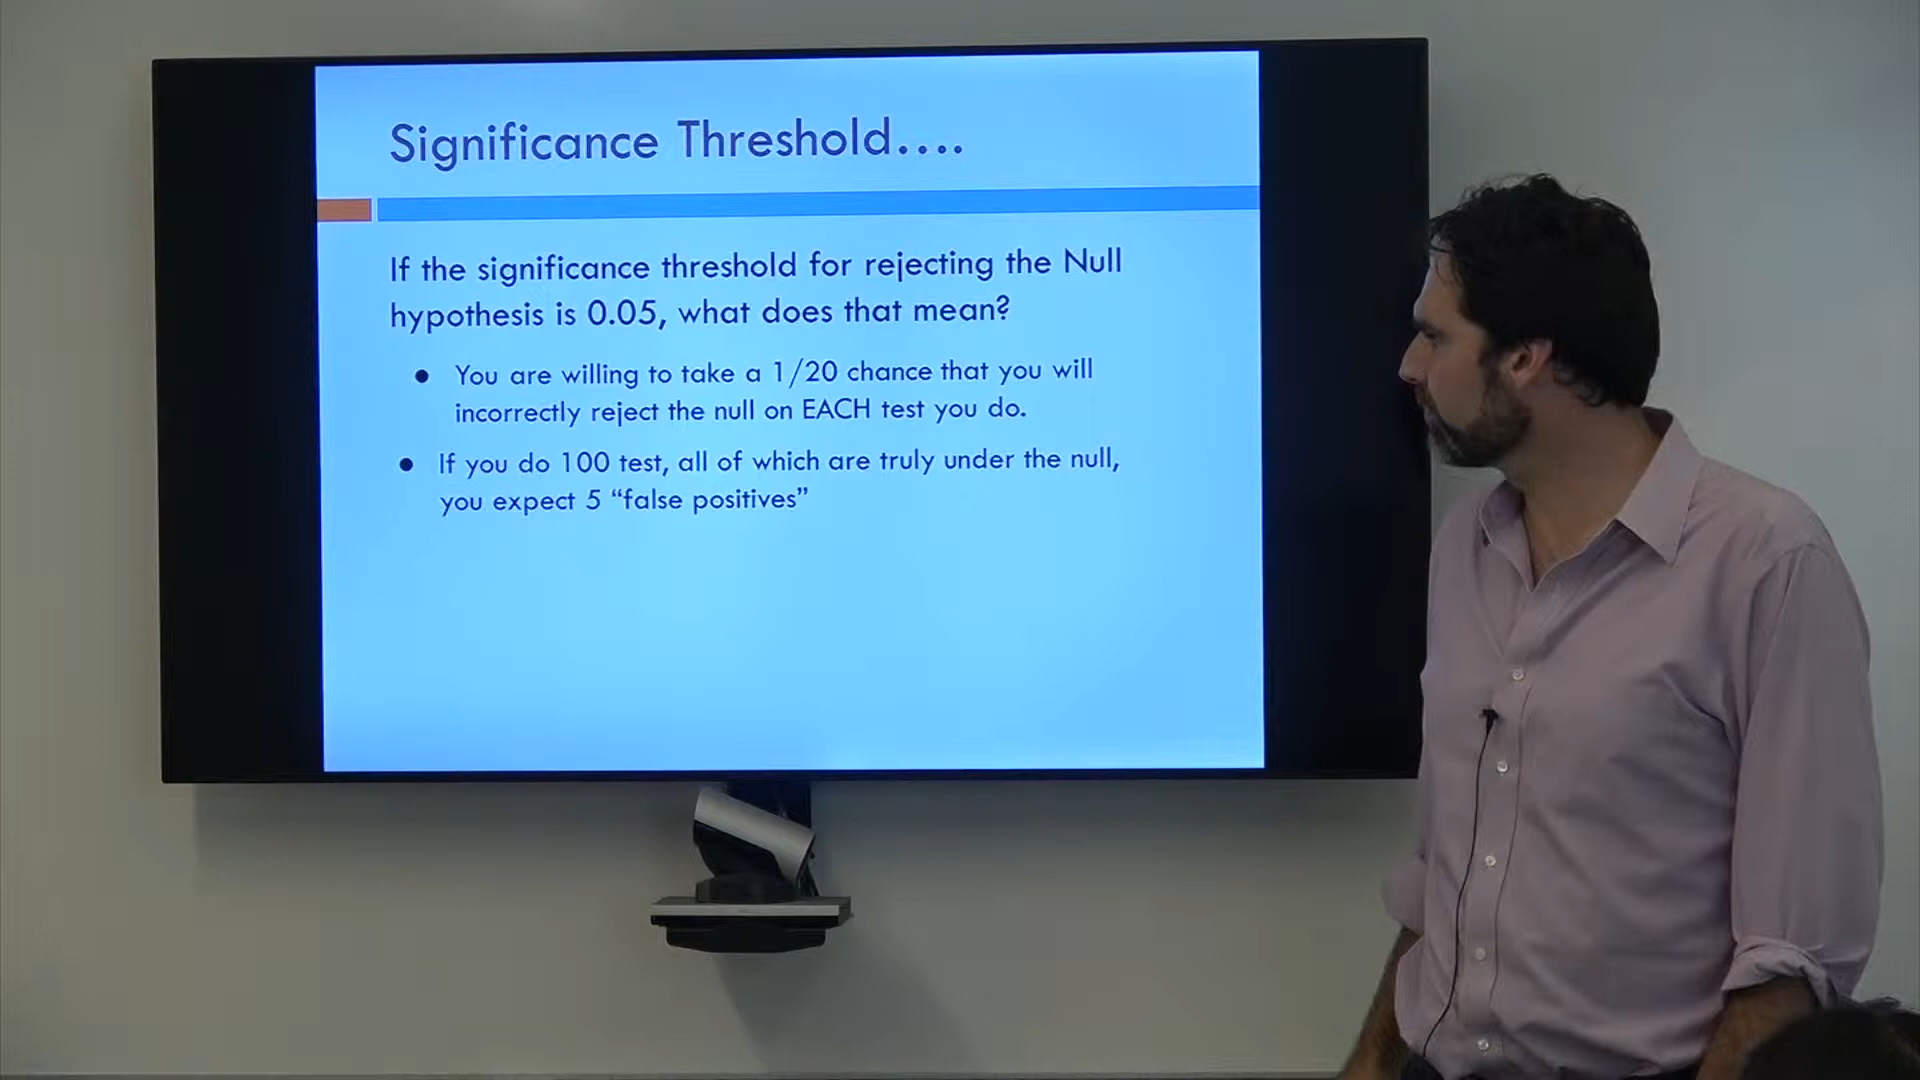 Significance Threshold....
If the significance threshold for rejecting the Null
hypothesis is 0.05, what does that mean?
● You are willing to take a 1/20 chance that you will
incorrectly reject the null on EACH test you do.
● If you do 100 test, all of which are truly under the null,
you expect 5 “false positives”